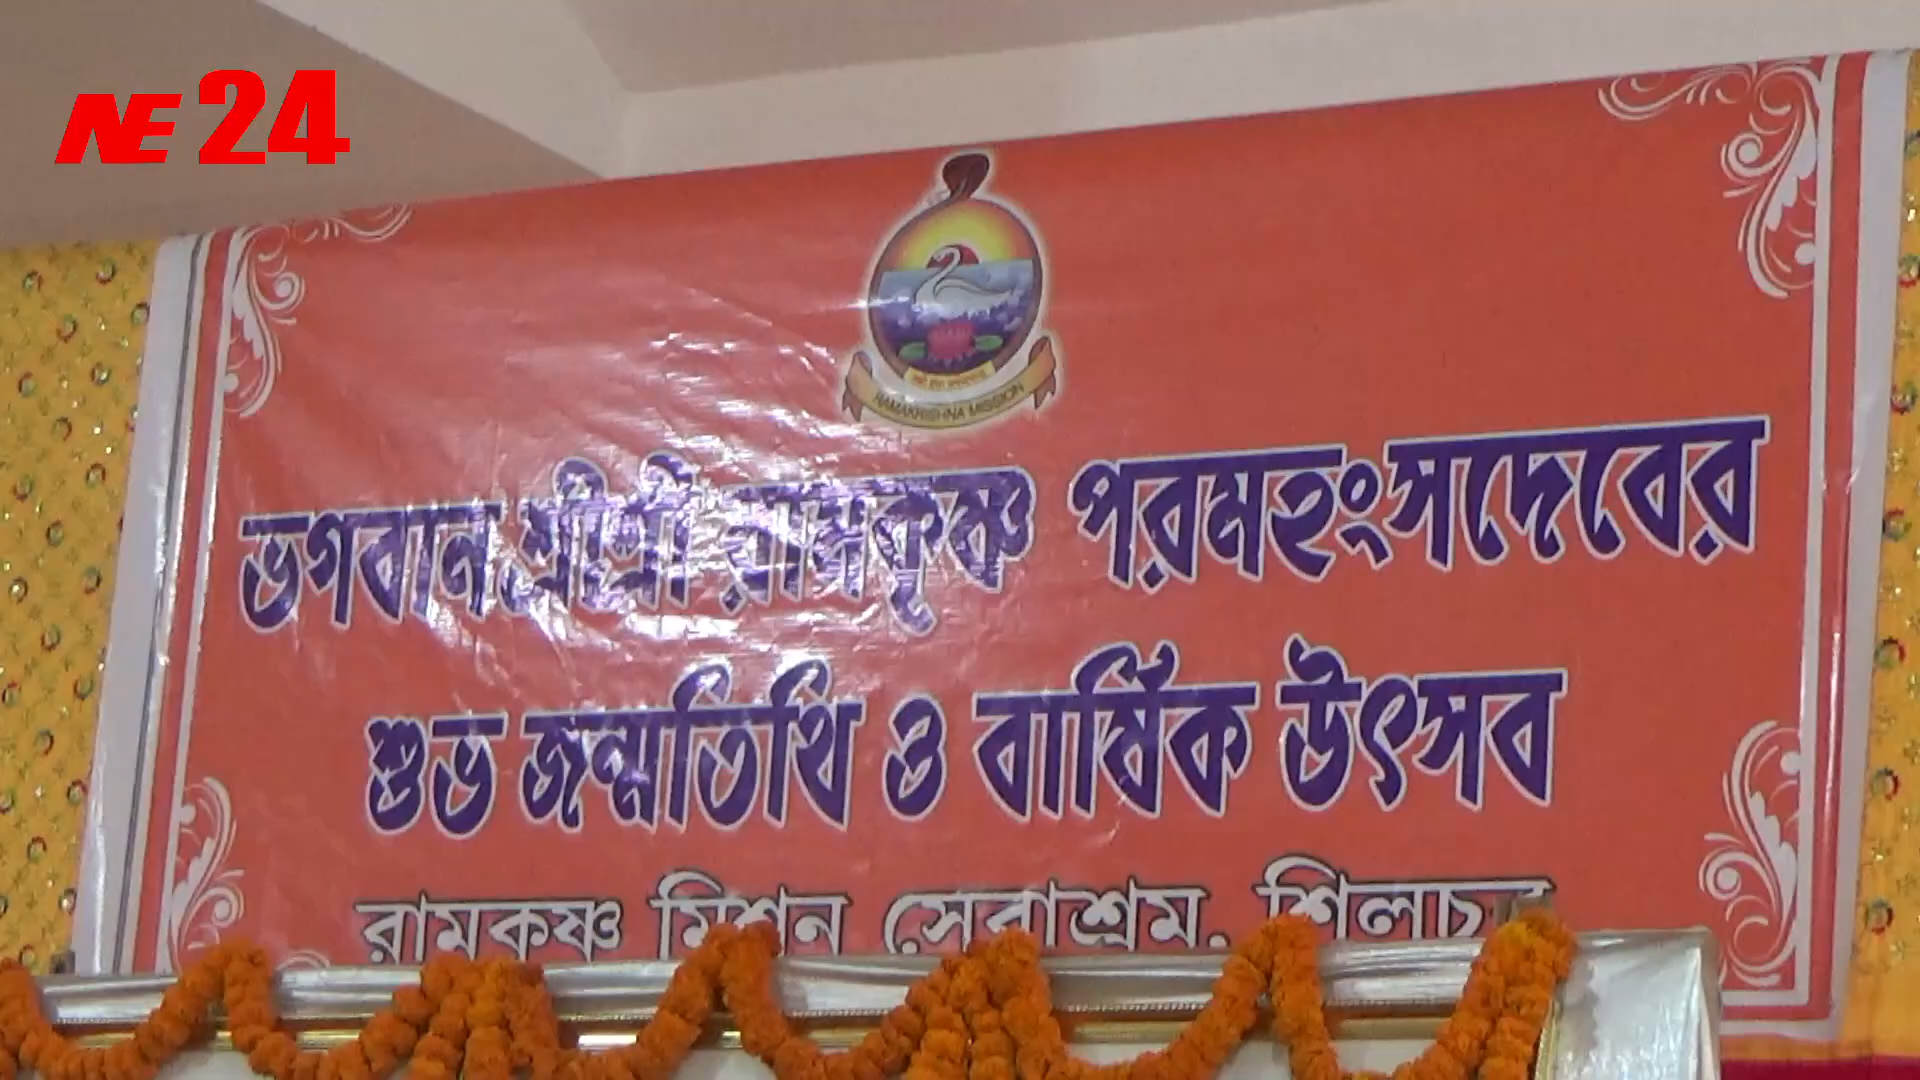 NE 24
RAMAKRISHNA MISSION
ভগবান শ্রীশ্রী রামকৃষ্ণ পরমহংসদেবের
শুভ জন্মতিথি ও বার্ষিক উৎসব
রামকৃষ্ণ মিশন সেবাশ্রম, শিলচর